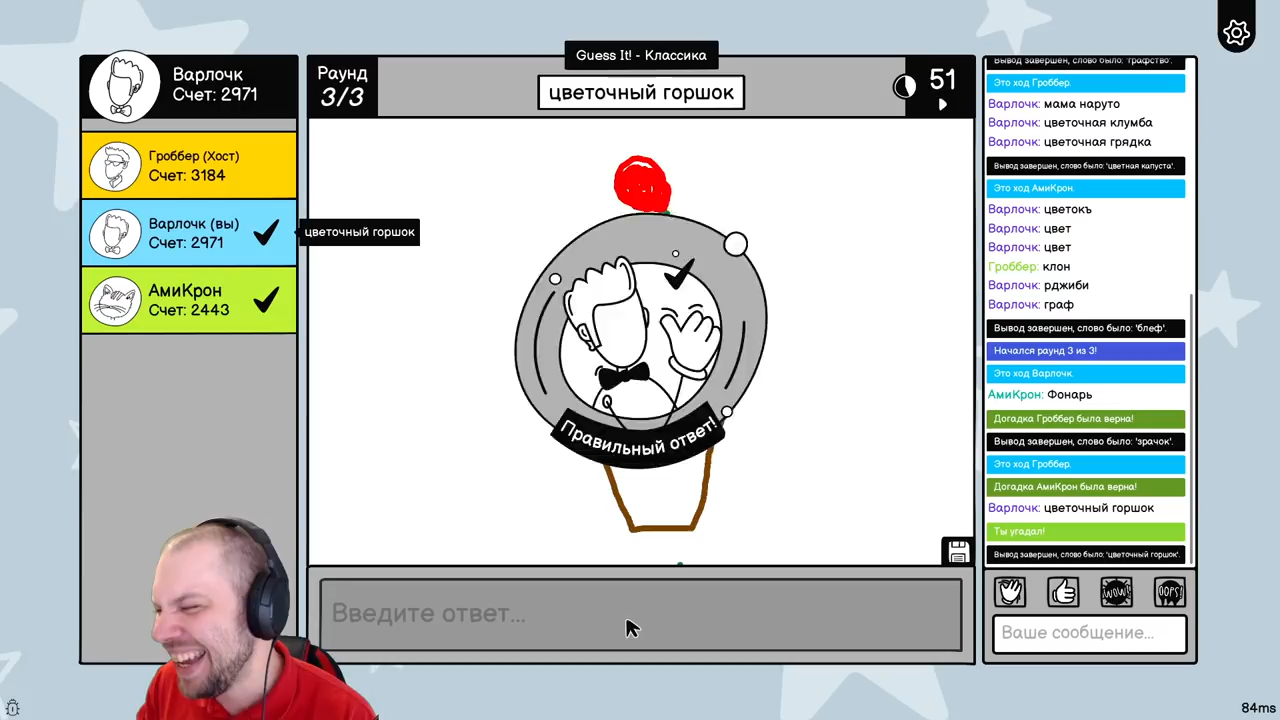 Guess It! - Классика
Варлочк
Счет: 2971
Гроббер (Хост)
Счет: 3184
Варлочк (вы)
Счет: 2971
АмиКрон
Счет: 2443
цветочный горшок
Раунд
3/3
цветочный горшок
51
Правильный ответ!
Введите ответ...
Вывод завершен, слово было: 'графство'.
Это ход Гроббер.
Варлочк: мама наруто
Варлочк: цветочная клумба
Варлочк: цветочная грядка
Вывод завершен, слово было: 'цветная капуста'.
Это ход АмиКрон.
Варлочк: цветокъ
Варлочк: цвет
Варлочк: цвет
Гроббер: клон
Варлочк: рджиби
Варлочк: граф
Вывод завершен, слово было: 'блеф'.
Начался раунд 3 из 3!
Это ход Варлочк.
АмиКрон: Фонарь
Догадка Гроббер была верна!
Вывод завершен, слово было: 'зрачок'.
Это ход Гроббер.
Догадка АмиКрон была верна!
Варлочк: цветочный горшок
Ты угадал!
Вывод завершен, слово было: 'цветочный горшок'.
WOW!
OOPS!
Ваше сообщение...
84ms